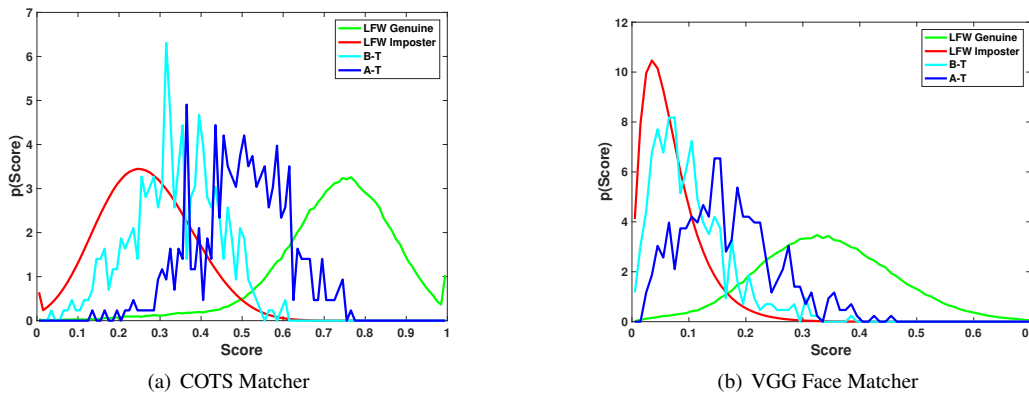 7
6
5
4
3
2
1
0
p(Score)
0 0.1 0.2 0.3 0.4 0.5 0.6 0.7 0.8 0.9 1
Score
LFW Genuine
LFW Imposter
B-T
A-T
(a) COTS Matcher
12
10
8
6
4
2
0
p(Score)
0 0.1 0.2 0.3 0.4 0.5 0.6
Score
LFW Genuine
LFW Imposter
B-T
A-T
(b) VGG Face Matcher